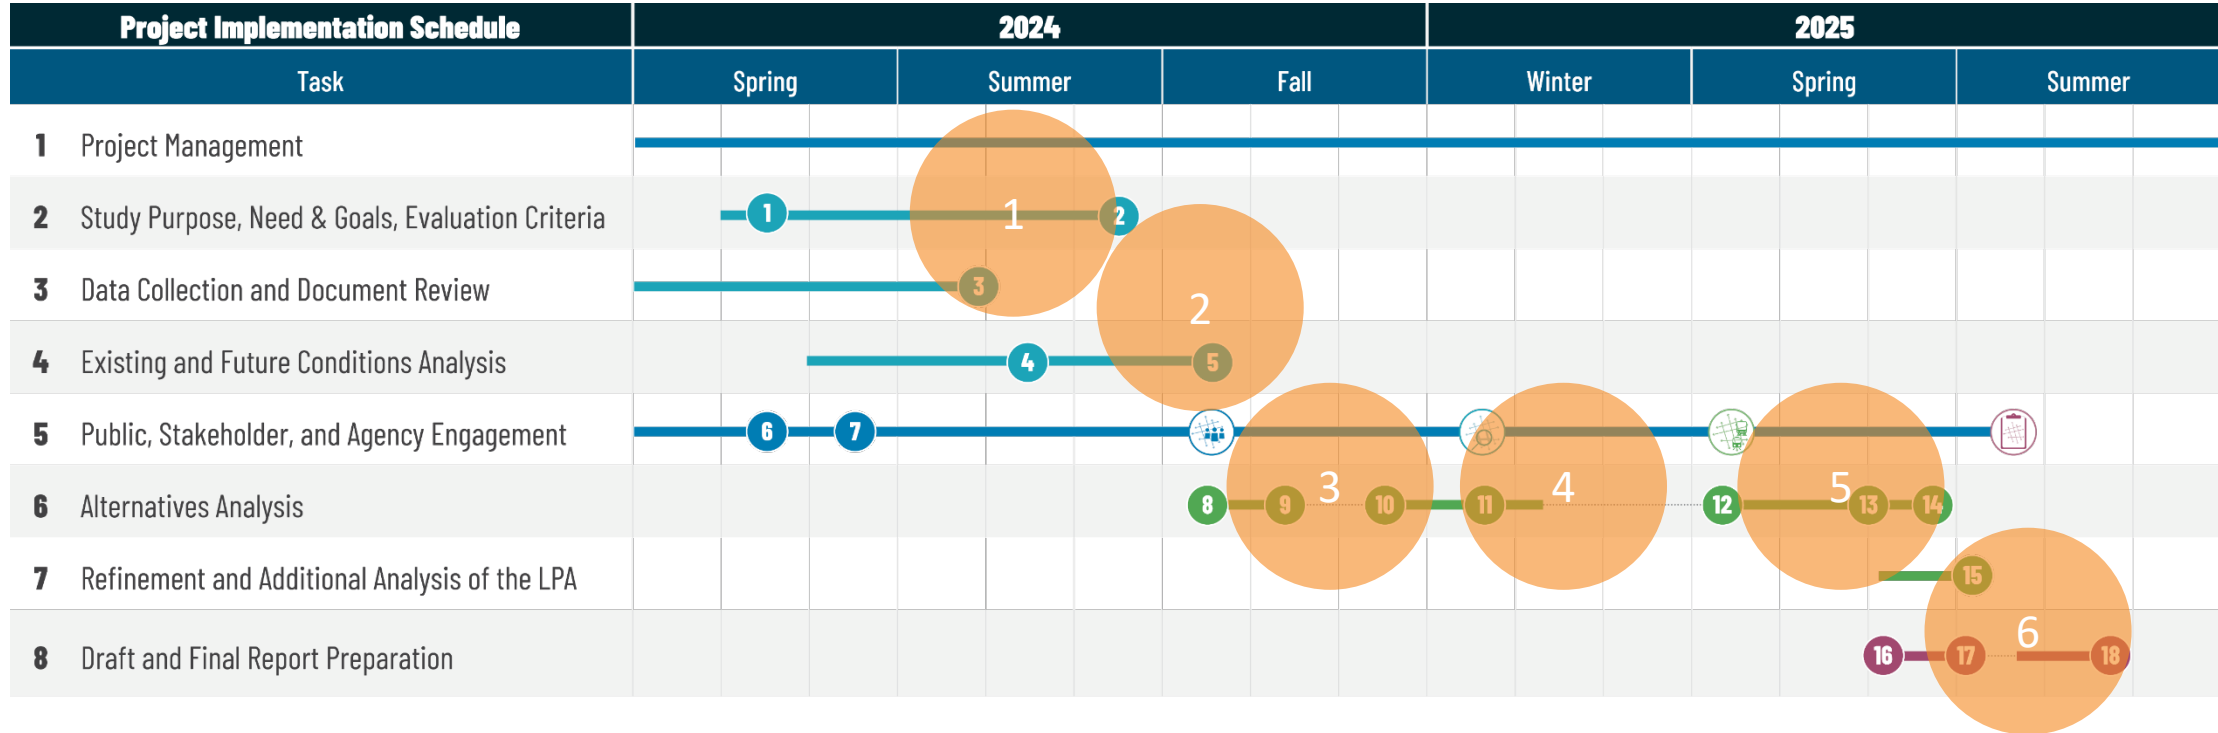 Project Implementation Schedule 2024 2025
Task Spring Summer Fall Winter Spring Summer
1 Project Management
2 Study Purpose, Need & Goals, Evaluation Criteria 1 1 2
3 Data Collection and Document Review 3 2
4 Existing and Future Conditions Analysis 4 5
5 Public, Stakeholder, and Agency Engagement 6 7
6 Alternatives Analysis 8 9 3 10 11 4 12 5 13 14
7 Refinement and Additional Analysis of the LPA 15
8 Draft and Final Report Preparation 16 17 6 18